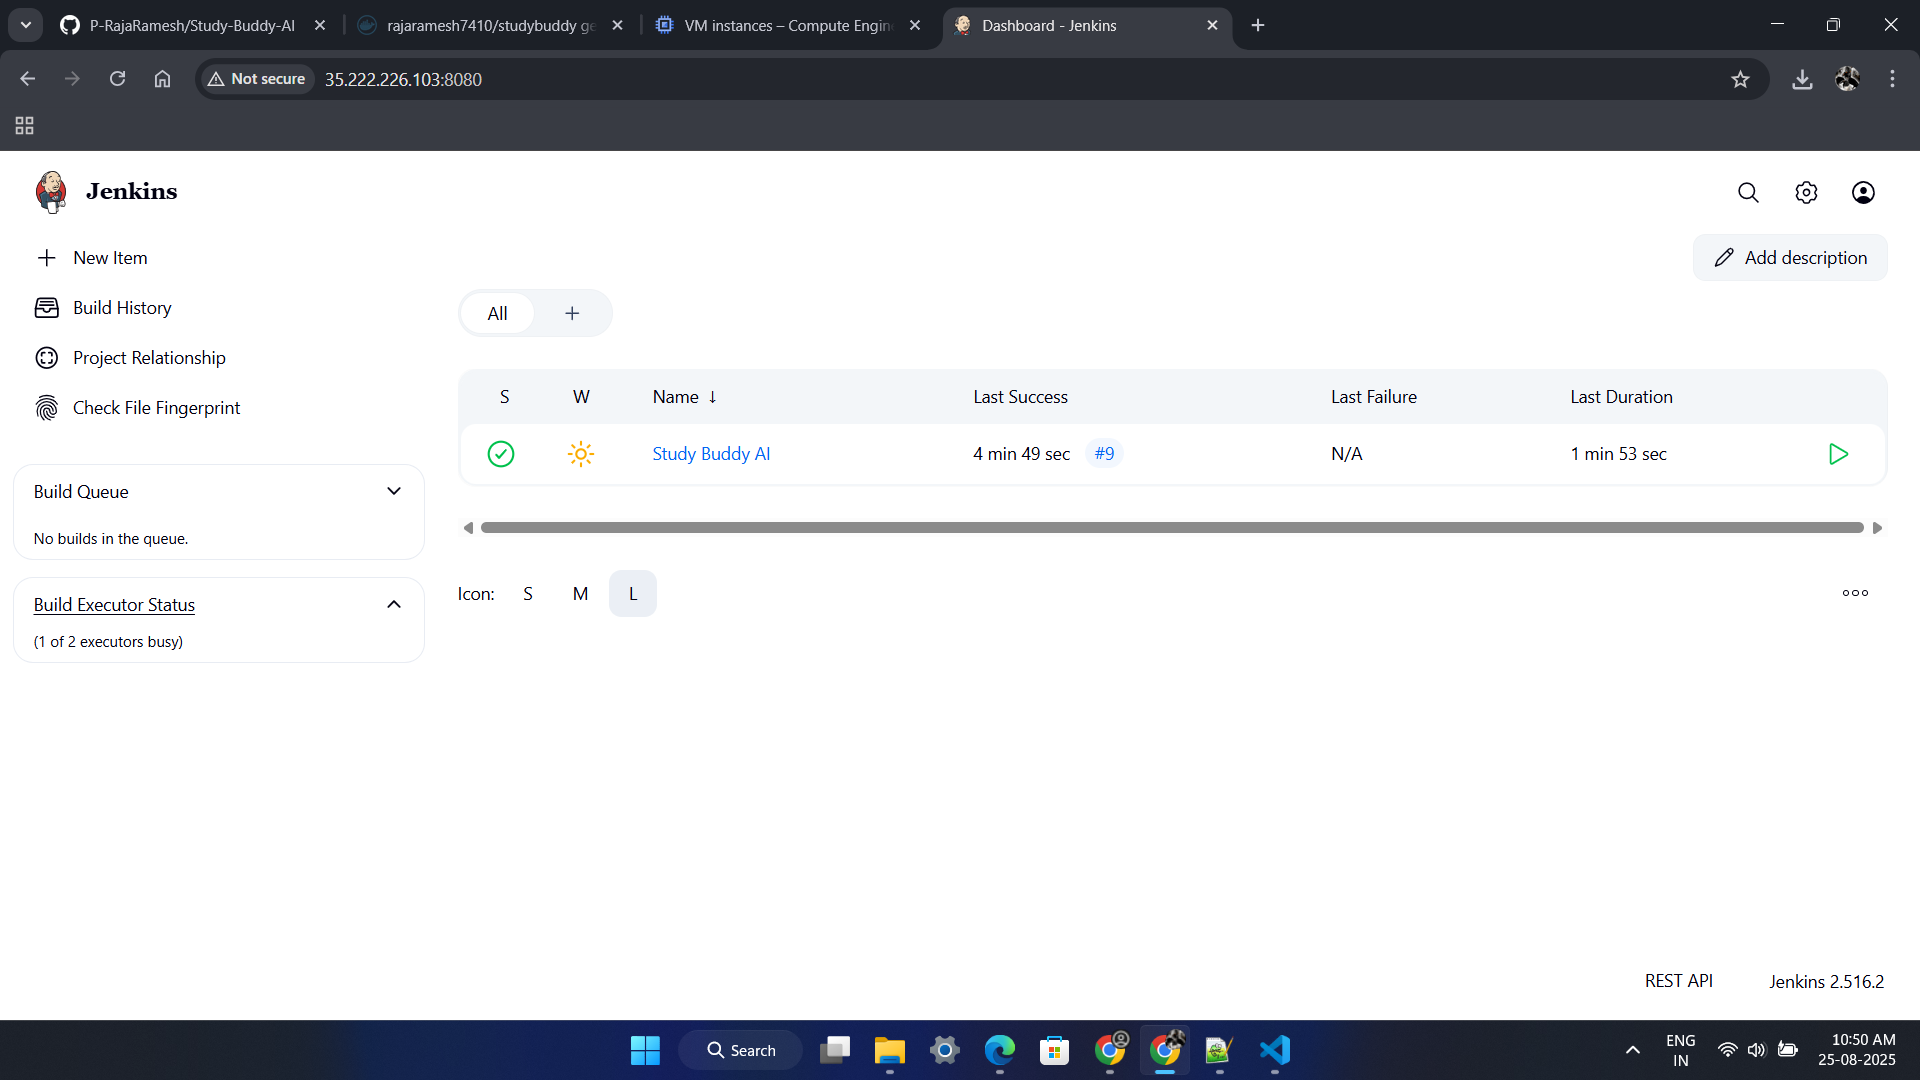 P-RajaRamesh/Study-Buddy-AI
rajaramesh7410/studybuddy ge
VM instances – Compute Engin
Dashboard - Jenkins
Not secure
35.222.226.103:8080
Jenkins
New Item
Build History
Project Relationship
Check File Fingerprint
Build Queue
No builds in the queue.
Build Executor Status
(1 of 2 executors busy)
Add description
All +
S W Name ↓ Last Success Last Failure Last Duration
Study Buddy AI 4 min 49 sec #9 N/A 1 min 53 sec
Icon: S M L
REST API
Jenkins 2.516.2
Search
ENG
IN
10:50 AM
25-08-2025